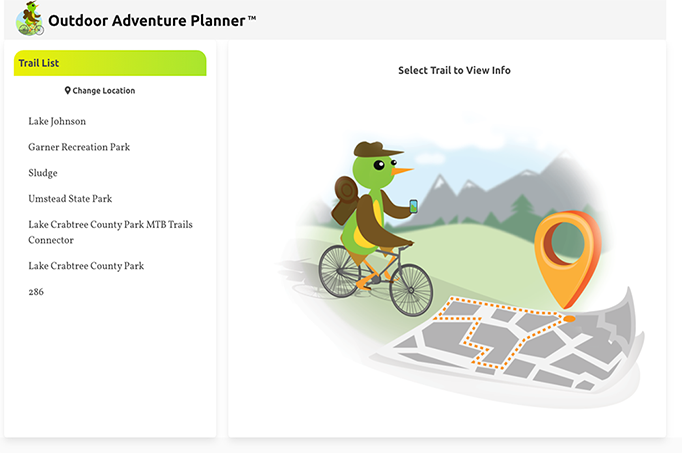 Outdoor Adventure Planner™
Trail List
Change Location
Lake Johnson
Garner Recreation Park
Sludge
Umstead State Park
Lake Crabtree County Park MTB Trails
Connector
Lake Crabtree County Park
286
Select Trail to View Info